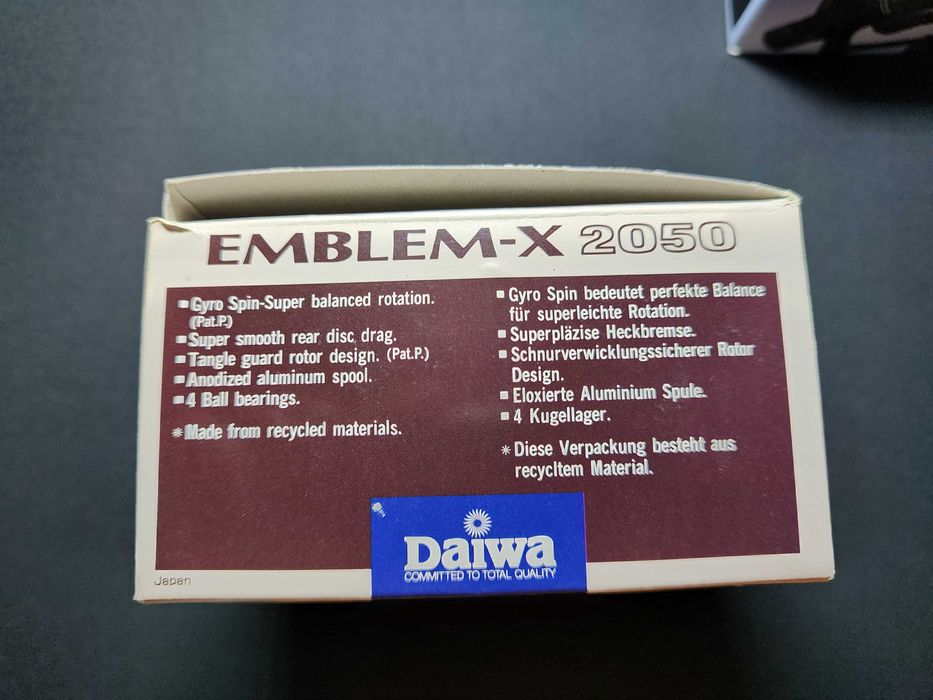 EMBLEM-X 2050
▪Gyro Spin-Super balanced rotation.
(Pat.P.)
▪Super smooth rear disc drag.
▪Tangle guard rotor design. (Pat.P.)
▪Anodized aluminum spool.
▪4 Ball bearings.
*Made from recycled materials.
▪Gyro Spin bedeutet perfekte Balance
für superleichte Rotation.
▪Superpläzise Heckbremse.
▪Schnurverwicklungssicherer Rotor
Design.
▪Eloxierte Aluminium Spule.
▪4 Kugellager.
*Diese Verpackung besteht aus
recycltem Material.
Daiwa
COMMITTED TO TOTAL QUALITY
Japan